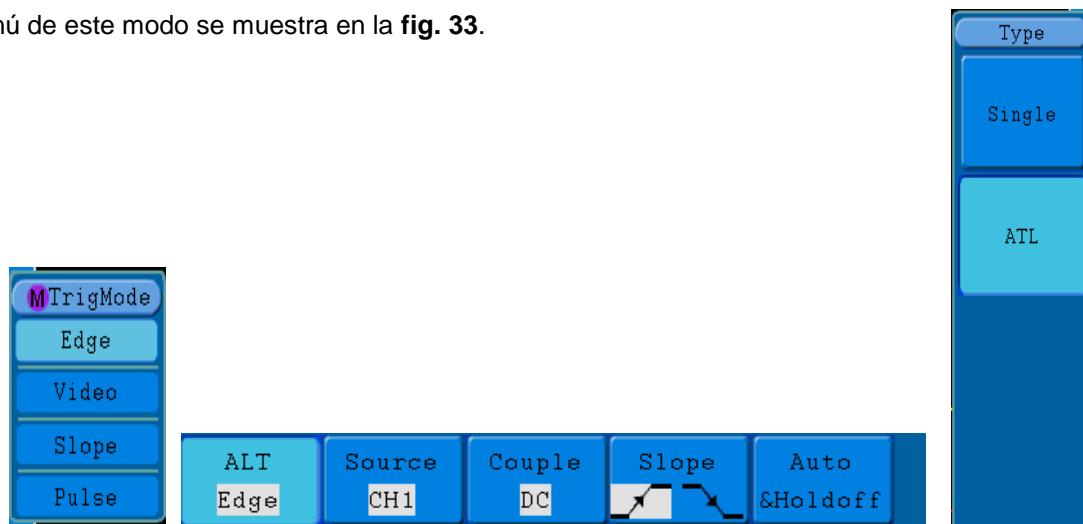 nú de este modo se muestra en la fig. 33.
Type
Single
ATL
MTrigMode
Edge
Video
Slope
Pulse
ALT Source Couple Slope Auto
Edge CH1 DC &Holdoff